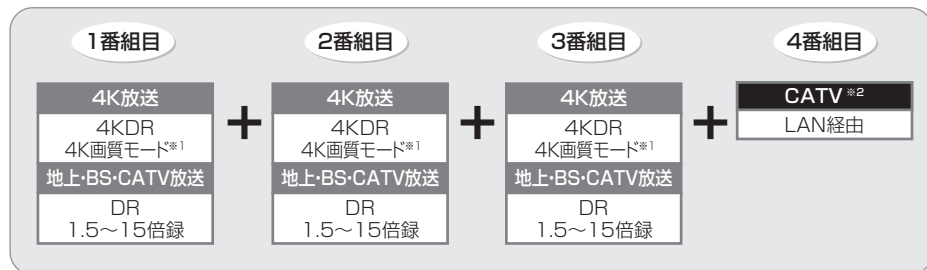 1番組目
4K放送
4KDR
4K画質モード※1
地上・BS・CATV放送
DR
1.5～15倍録
+
2番組目
4K放送
4KDR
4K画質モード※1
地上・BS・CATV放送
DR
1.5～15倍録
+
3番組目
4K放送
4KDR
4K画質モード※1
地上・BS・CATV放送
DR
1.5～15倍録
+
4番組目
CATV※2
LAN経由